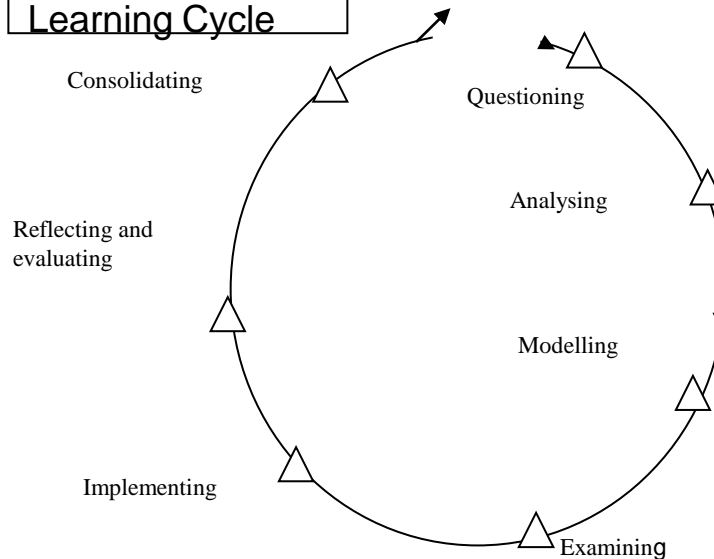 Learning Cycle
Consolidating
Questioning
Analysing
Reflecting and
evaluating
Modelling
Implementing
Examining